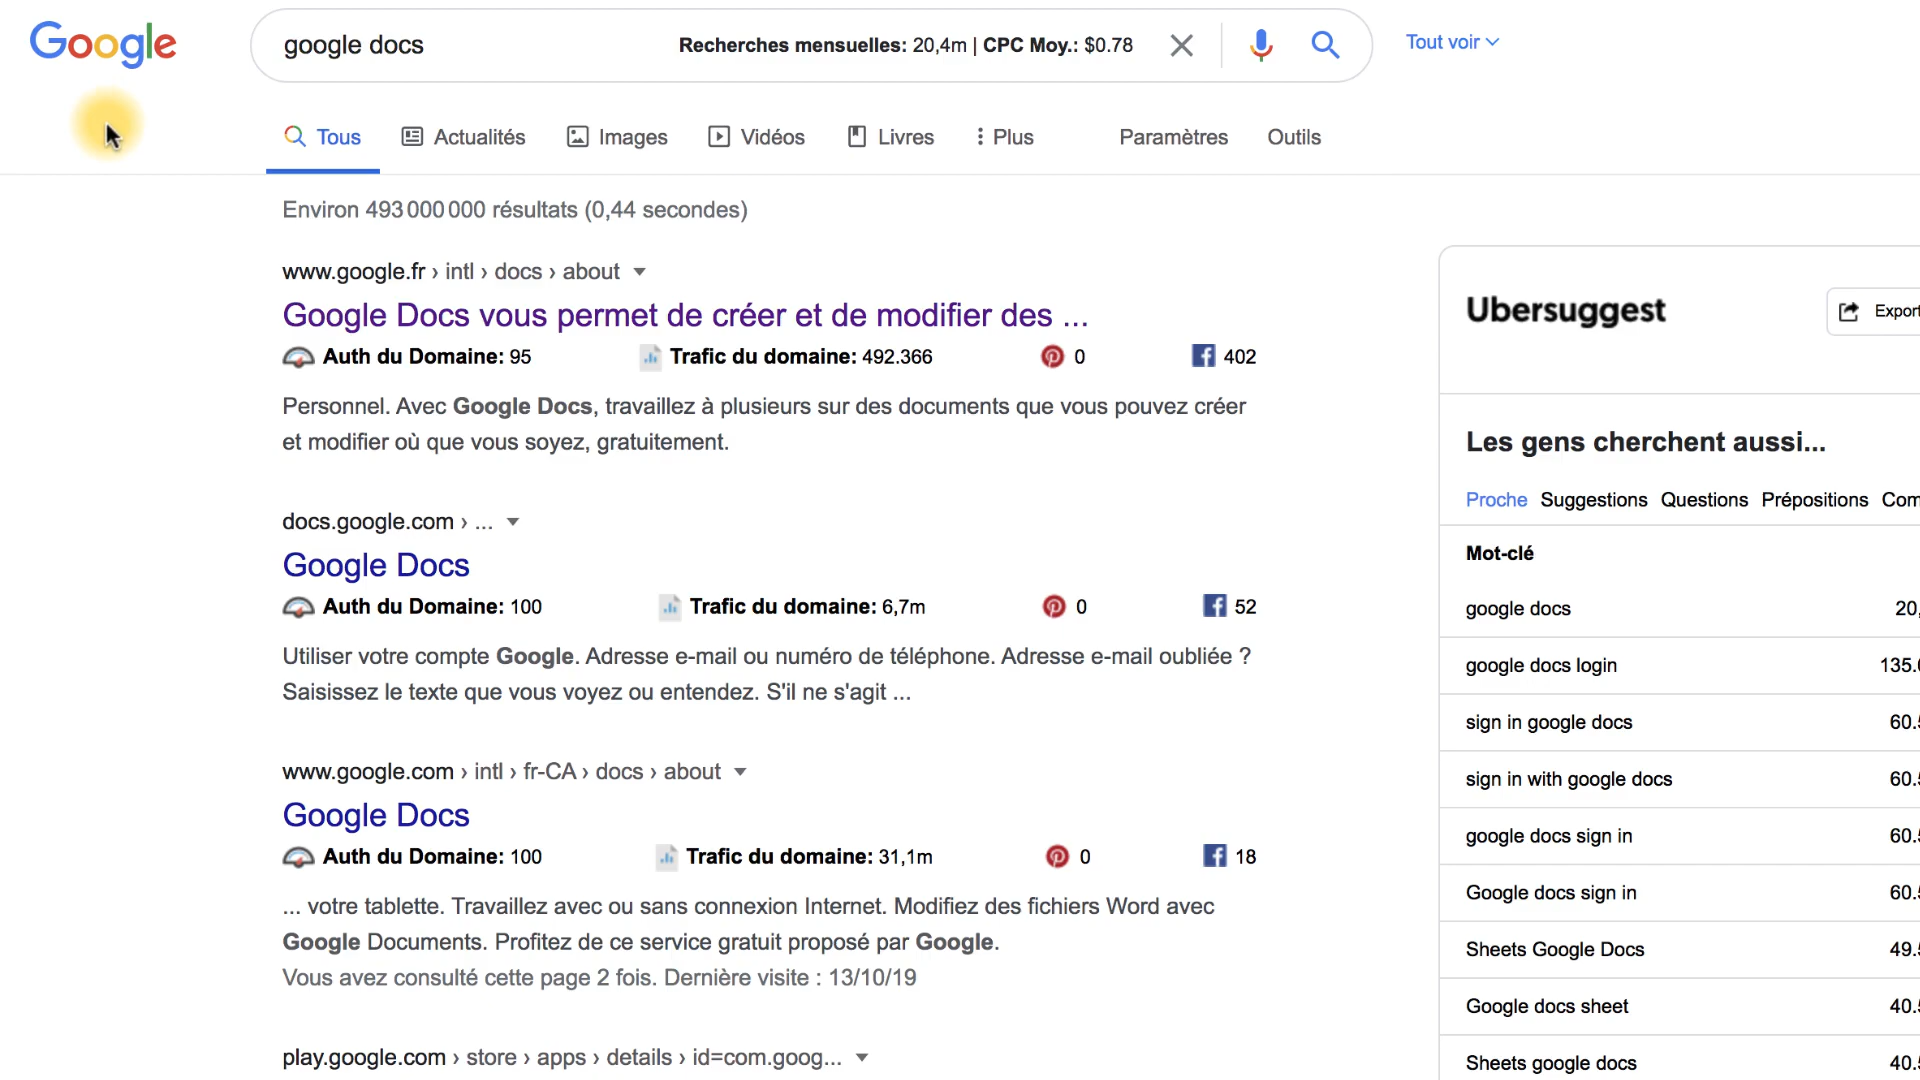 Google
google docs
Recherches mensuelles: 20,4m | CPC Moy.: $0.78
Tout voir
Tous
Actualités
Images
Vidéos
Livres
Plus
Paramètres
Outils
Environ 493 000 000 résultats (0,44 secondes)
www.google.fr › intl › docs › about
Google Docs vous permet de créer et de modifier des ...
Auth du Domaine: 95
Trafic du domaine: 492.366
0
402
Personnel. Avec Google Docs, travaillez à plusieurs sur des documents que vous pouvez créer
et modifier où que vous soyez, gratuitement.
docs.google.com › ...
Google Docs
Auth du Domaine: 100
Trafic du domaine: 6,7m
0
52
Utiliser votre compte Google. Adresse e-mail ou numéro de téléphone. Adresse e-mail oubliée ?
Saisissez le texte que vous voyez ou entendez. S'il ne s'agit ...
www.google.com › intl › fr-CA › docs › about
Google Docs
Auth du Domaine: 100
Trafic du domaine: 31,1m
0
18
... votre tablette. Travaillez avec ou sans connexion Internet. Modifiez des fichiers Word avec
Google Documents. Profitez de ce service gratuit proposé par Google.
Vous avez consulté cette page 2 fois. Dernière visite : 13/10/19
play.google.com › store › apps › details › id=com.goog...
Ubersuggest
Export
Les gens cherchent aussi...
Proche
Suggestions
Questions
Prépositions
Com
Mot-clé
google docs
20,
google docs login
135.
sign in google docs
60.
sign in with google docs
60.
google docs sign in
60.
Google docs sign in
60.
Sheets Google Docs
49.
Google docs sheet
40.
Sheets google docs
40.